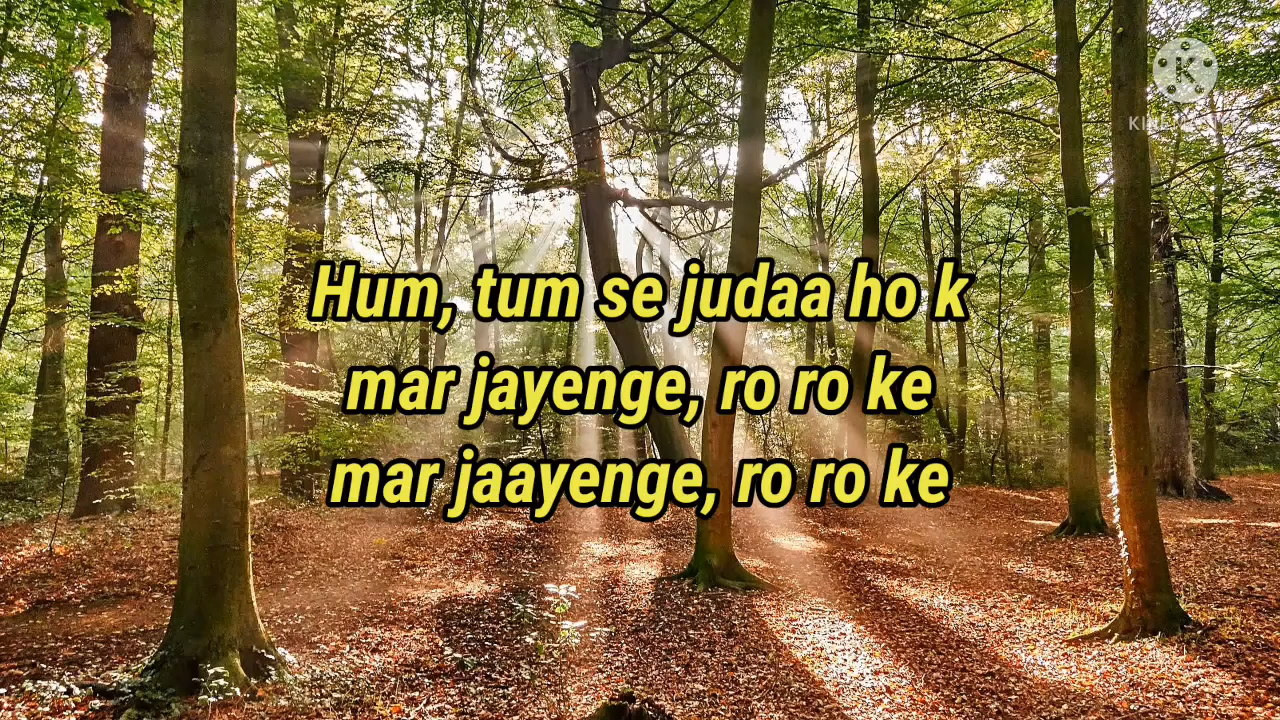 Hum, tum se judaa ho k
mar jayenge, ro ro ke
mar jaayenge, ro ro ke
K